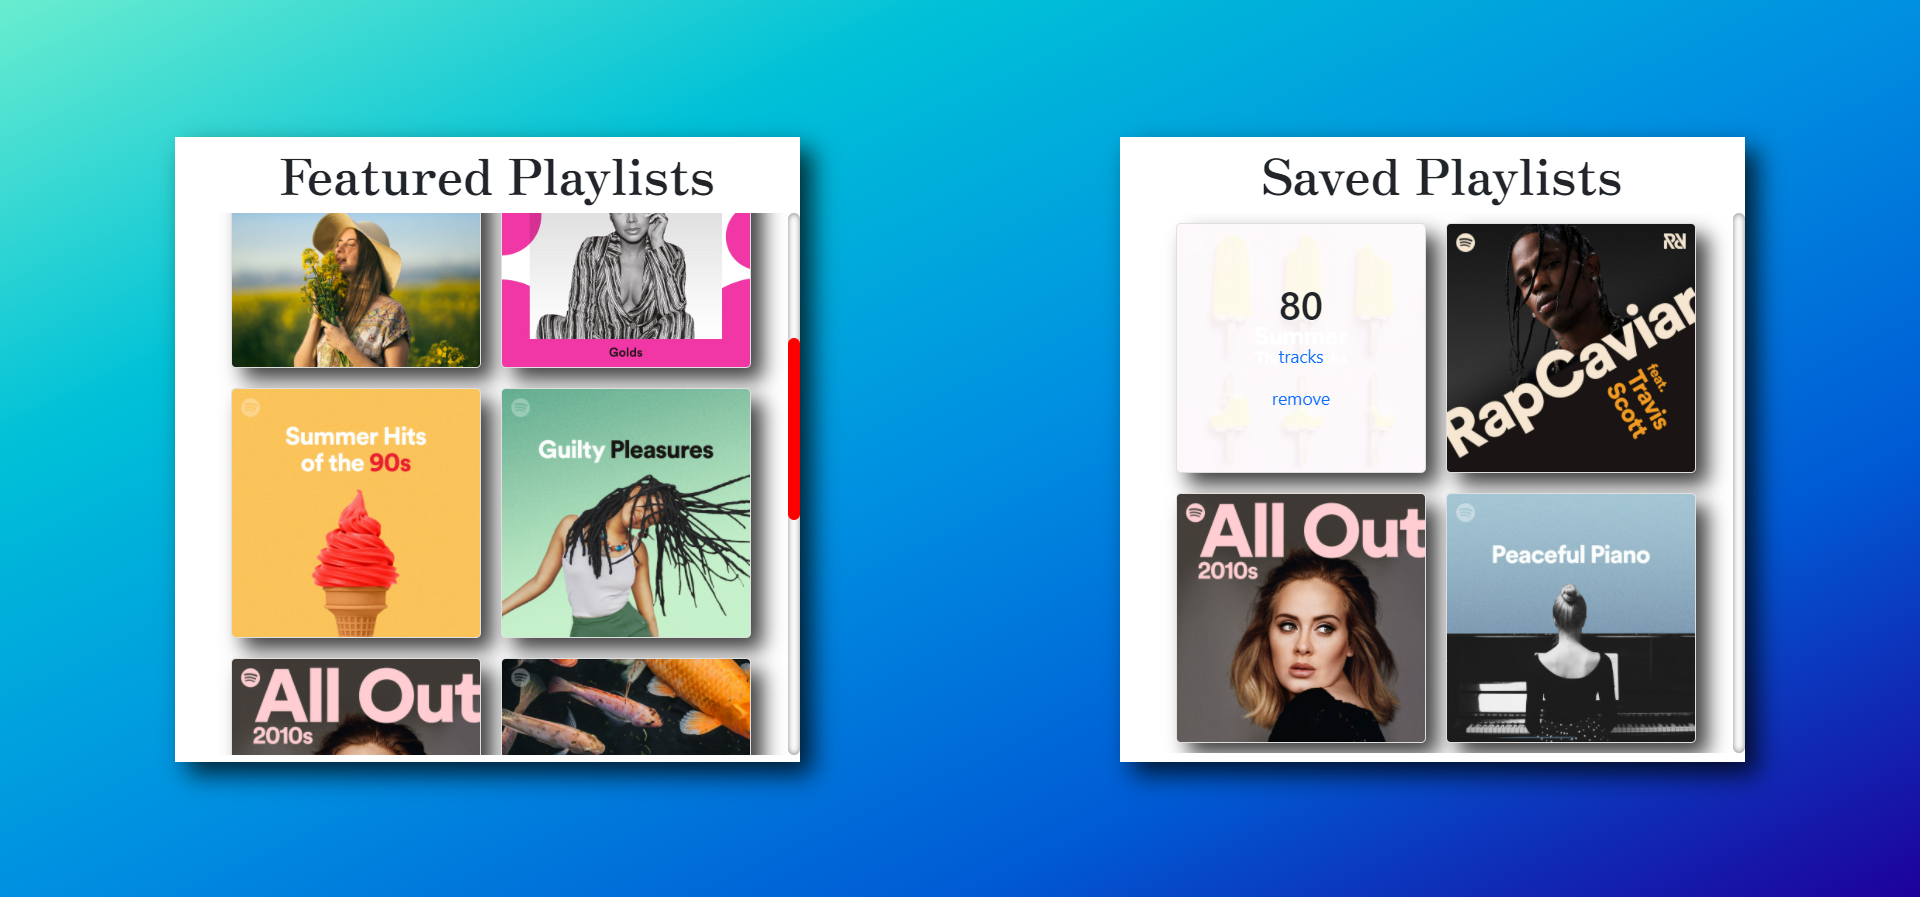 Featured Playlists
Golds
Summer Hits
of the 90s
Guilty Pleasures
All Out
2010s
Saved Playlists
80
Summer
tracks
remove
RapCaviar
feat.
Travis
Scott
All Out
2010s
Peaceful Piano